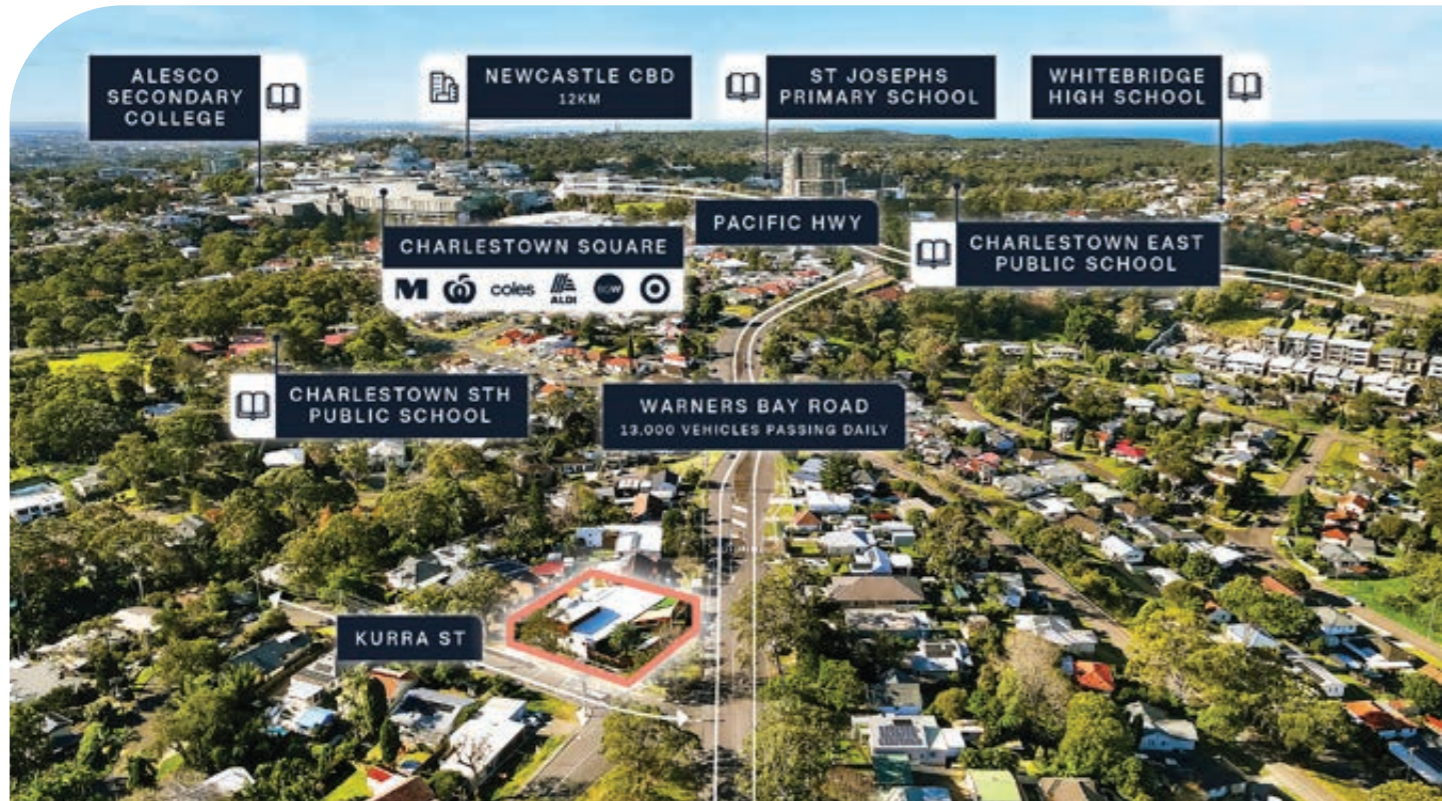 ALESCO
SECONDARY
COLLEGE
NEWCASTLE CBD
12KM
ST JOSEPHS
PRIMARY SCHOOL
WHITEBRIDGE
HIGH SCHOOL
PACIFIC HWY
CHARLESTOWN SQUARE
coles
ALDI
BIGW
CHARLESTOWN EAST
PUBLIC SCHOOL
CHARLESTOWN STH
PUBLIC SCHOOL
WARNERS BAY ROAD
13,000 VEHICLES PASSING DAILY
KURRA ST